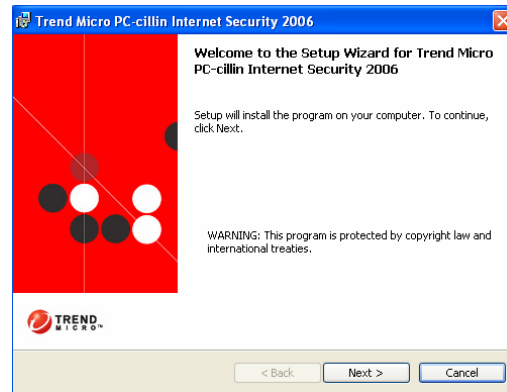 Trend Micro PC-cillin Internet Security 2006
Welcome to the Setup Wizard for Trend Micro
PC-cillin Internet Security 2006
Setup will install the program on your computer. To continue,
click Next.
WARNING: This program is protected by copyright law and
international treaties.
TREND
MICRO™
< Back
Next >
Cancel